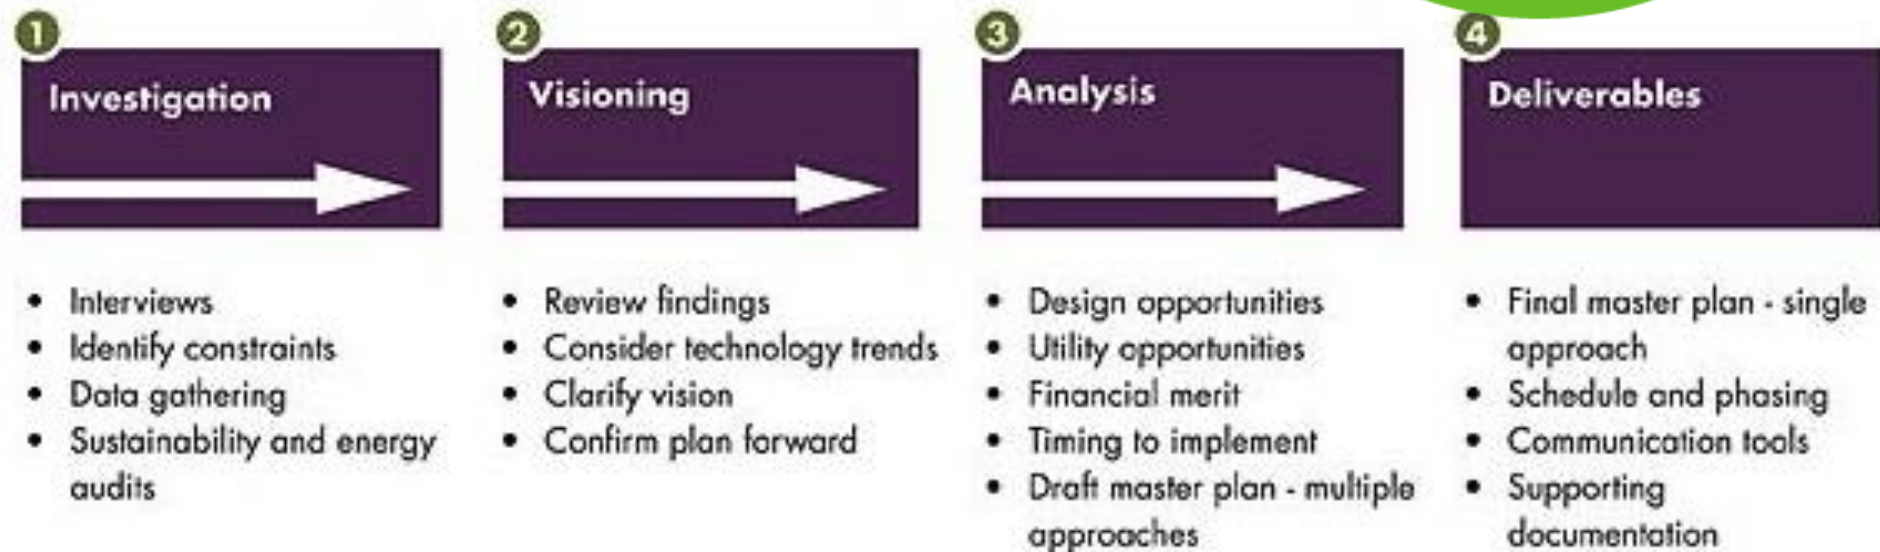 1
Investigation
• Interviews
• Identify constraints
• Data gathering
• Sustainability and energy
audits
2
Visioning
• Review findings
• Consider technology trends
• Clarify vision
• Confirm plan forward
3
Analysis
• Design opportunities
• Utility opportunities
• Financial merit
• Timing to implement
• Draft master plan - multiple
approaches
4
Deliverables
• Final master plan - single
approach
• Schedule and phasing
• Communication tools
• Supporting
documentation